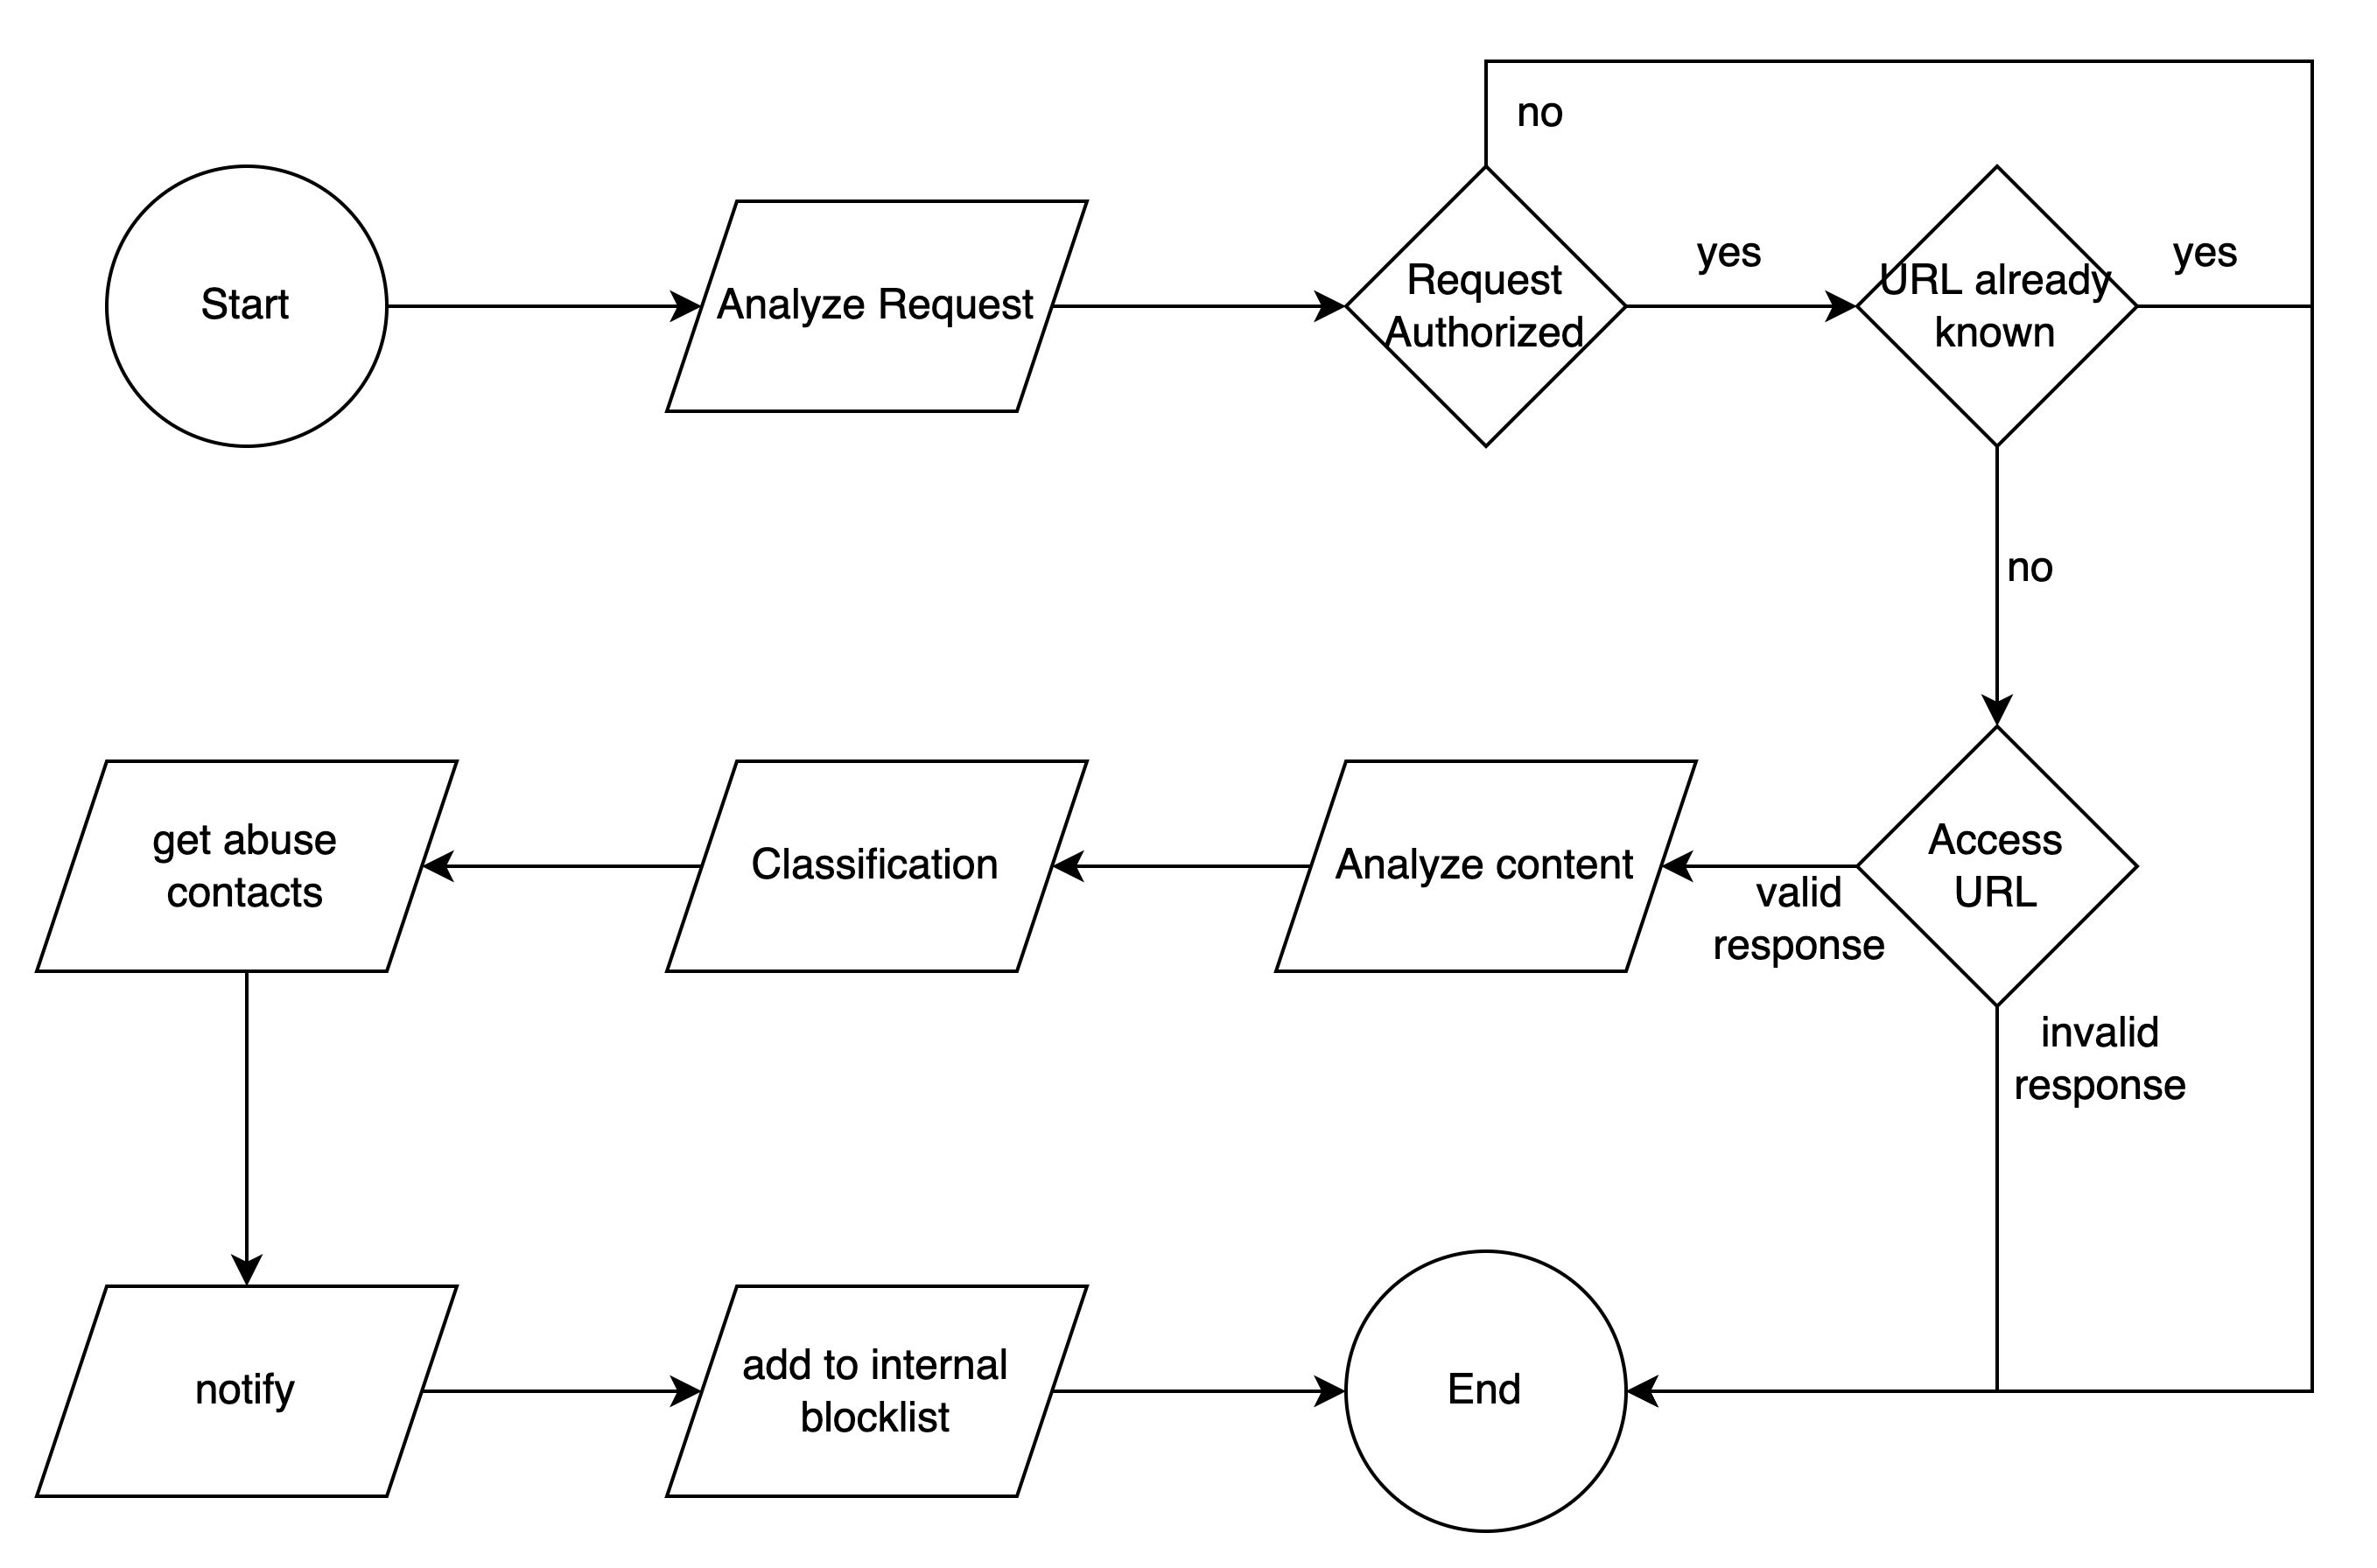 no
Start
Analyze Request
Request
Authorized
yes
URL already
known
yes
no
get abuse
contacts
Classification
Analyze content
valid
response
Access
URL
invalid
response
notify
add to internal
blocklist
End